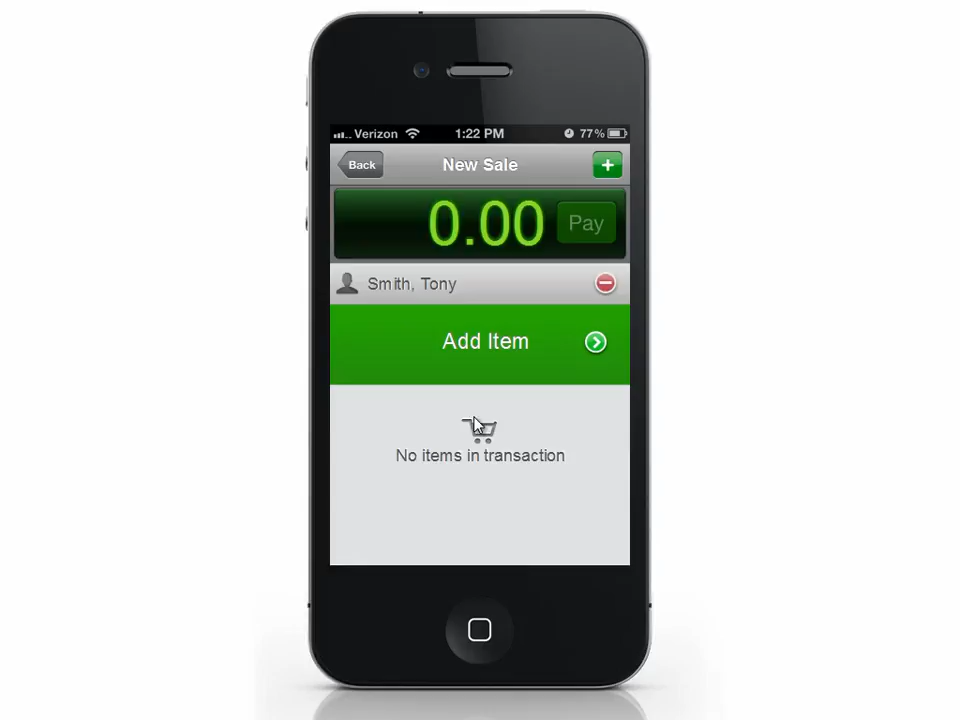 Verizon 1:22 PM 77%
Back New Sale +
0.00 Pay
Smith, Tony
Add Item
No items in transaction